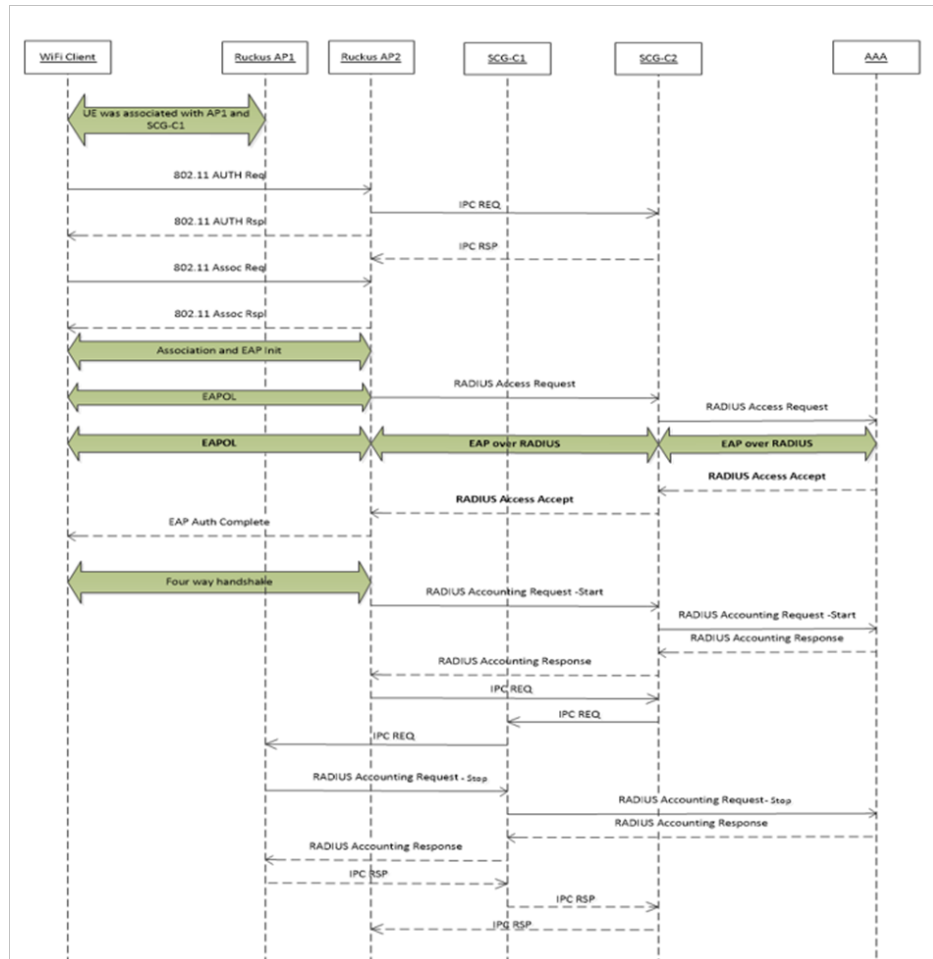 WiFi Client
Ruckus AP1
Ruckus AP2
SCG-C1
SCG-C2
AAA
UE was associated with AP1 and
SCG-C1
802.11 AUTH Req
IPC REQ
802.11 AUTH Rsp
IPC RSP
802.11 Assoc Req
802.11 Assoc Rsp
Association and EAP Init
RADIUS Access Request
EAPOL
RADIUS Access Request
EAPOL
EAP over RADIUS
EAP over RADIUS
RADIUS Access Accept
RADIUS Access Accept
EAP Auth Complete
Four way handshake
RADIUS Accounting Request -Start
RADIUS Accounting Request -Start
RADIUS Accounting Response
RADIUS Accounting Response
IPC REQ
IPC REQ
IPC REQ
RADIUS Accounting Request - Stop
RADIUS Accounting Request- Stop
RADIUS Accounting Response
RADIUS Accounting Response
IPC RSP
IPC RSP
IPC RSP